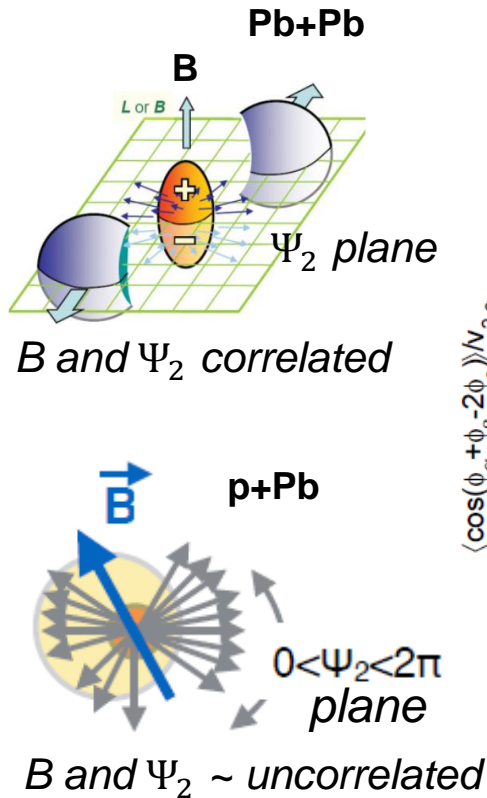 Pb+Pb
B
L or B
+
−
Ψ₂ plane
B and Ψ₂ correlated
p+Pb
B⃗
0<Ψ₂<2π
plane
B and Ψ₂ ~ uncorrelated